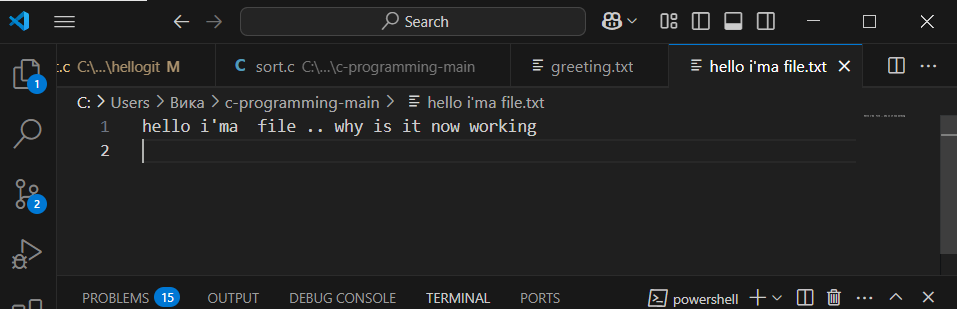 Search
t.c C:\...\hellogit M
C sort.c C:\...\c-programming-main
greeting.txt
hello i'ma file.txt
1
C: > Users > Вика > c-programming-main > hello i'ma file.txt
1 hello i'ma  file .. why is it now working
2
2
PROBLEMS 15 OUTPUT DEBUG CONSOLE TERMINAL PORTS powershell